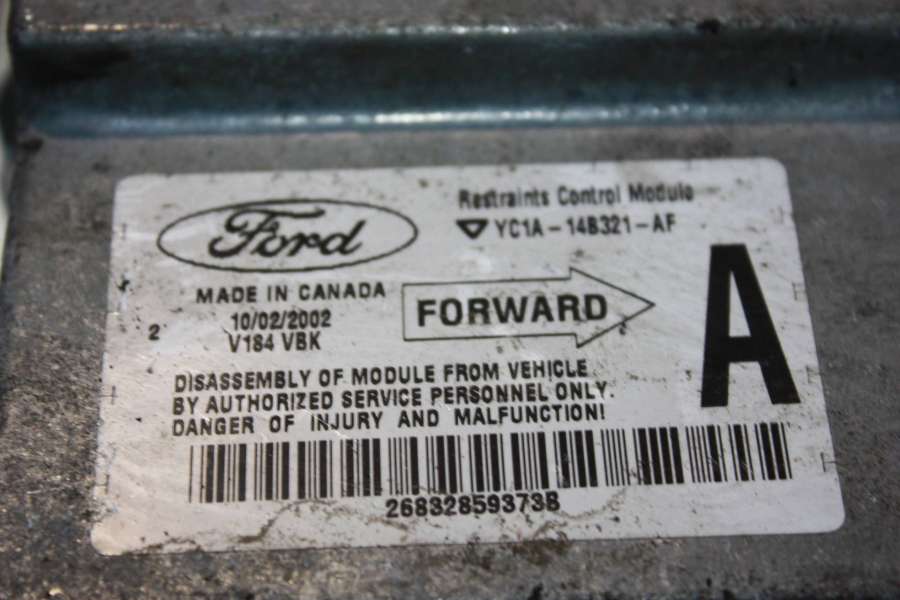 Ford
Restraints Control Module
YC1A-14B321-AF
MADE IN CANADA
10/02/2002
2
V184 VBK
FORWARD
A
DISASSEMBLY OF MODULE FROM VEHICLE
BY AUTHORIZED SERVICE PERSONNEL ONLY.
DANGER OF INJURY AND MALFUNCTION!
268328593738